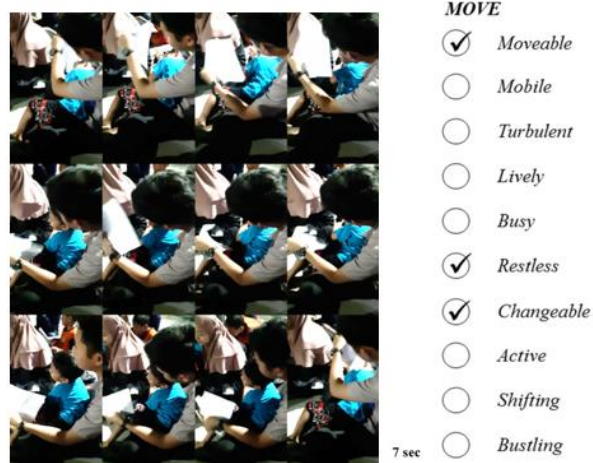 MOVE
Moveable
Mobile
Turbulent
Lively
Busy
Restless
Changeable
Active
Shifting
7 sec
Bustling